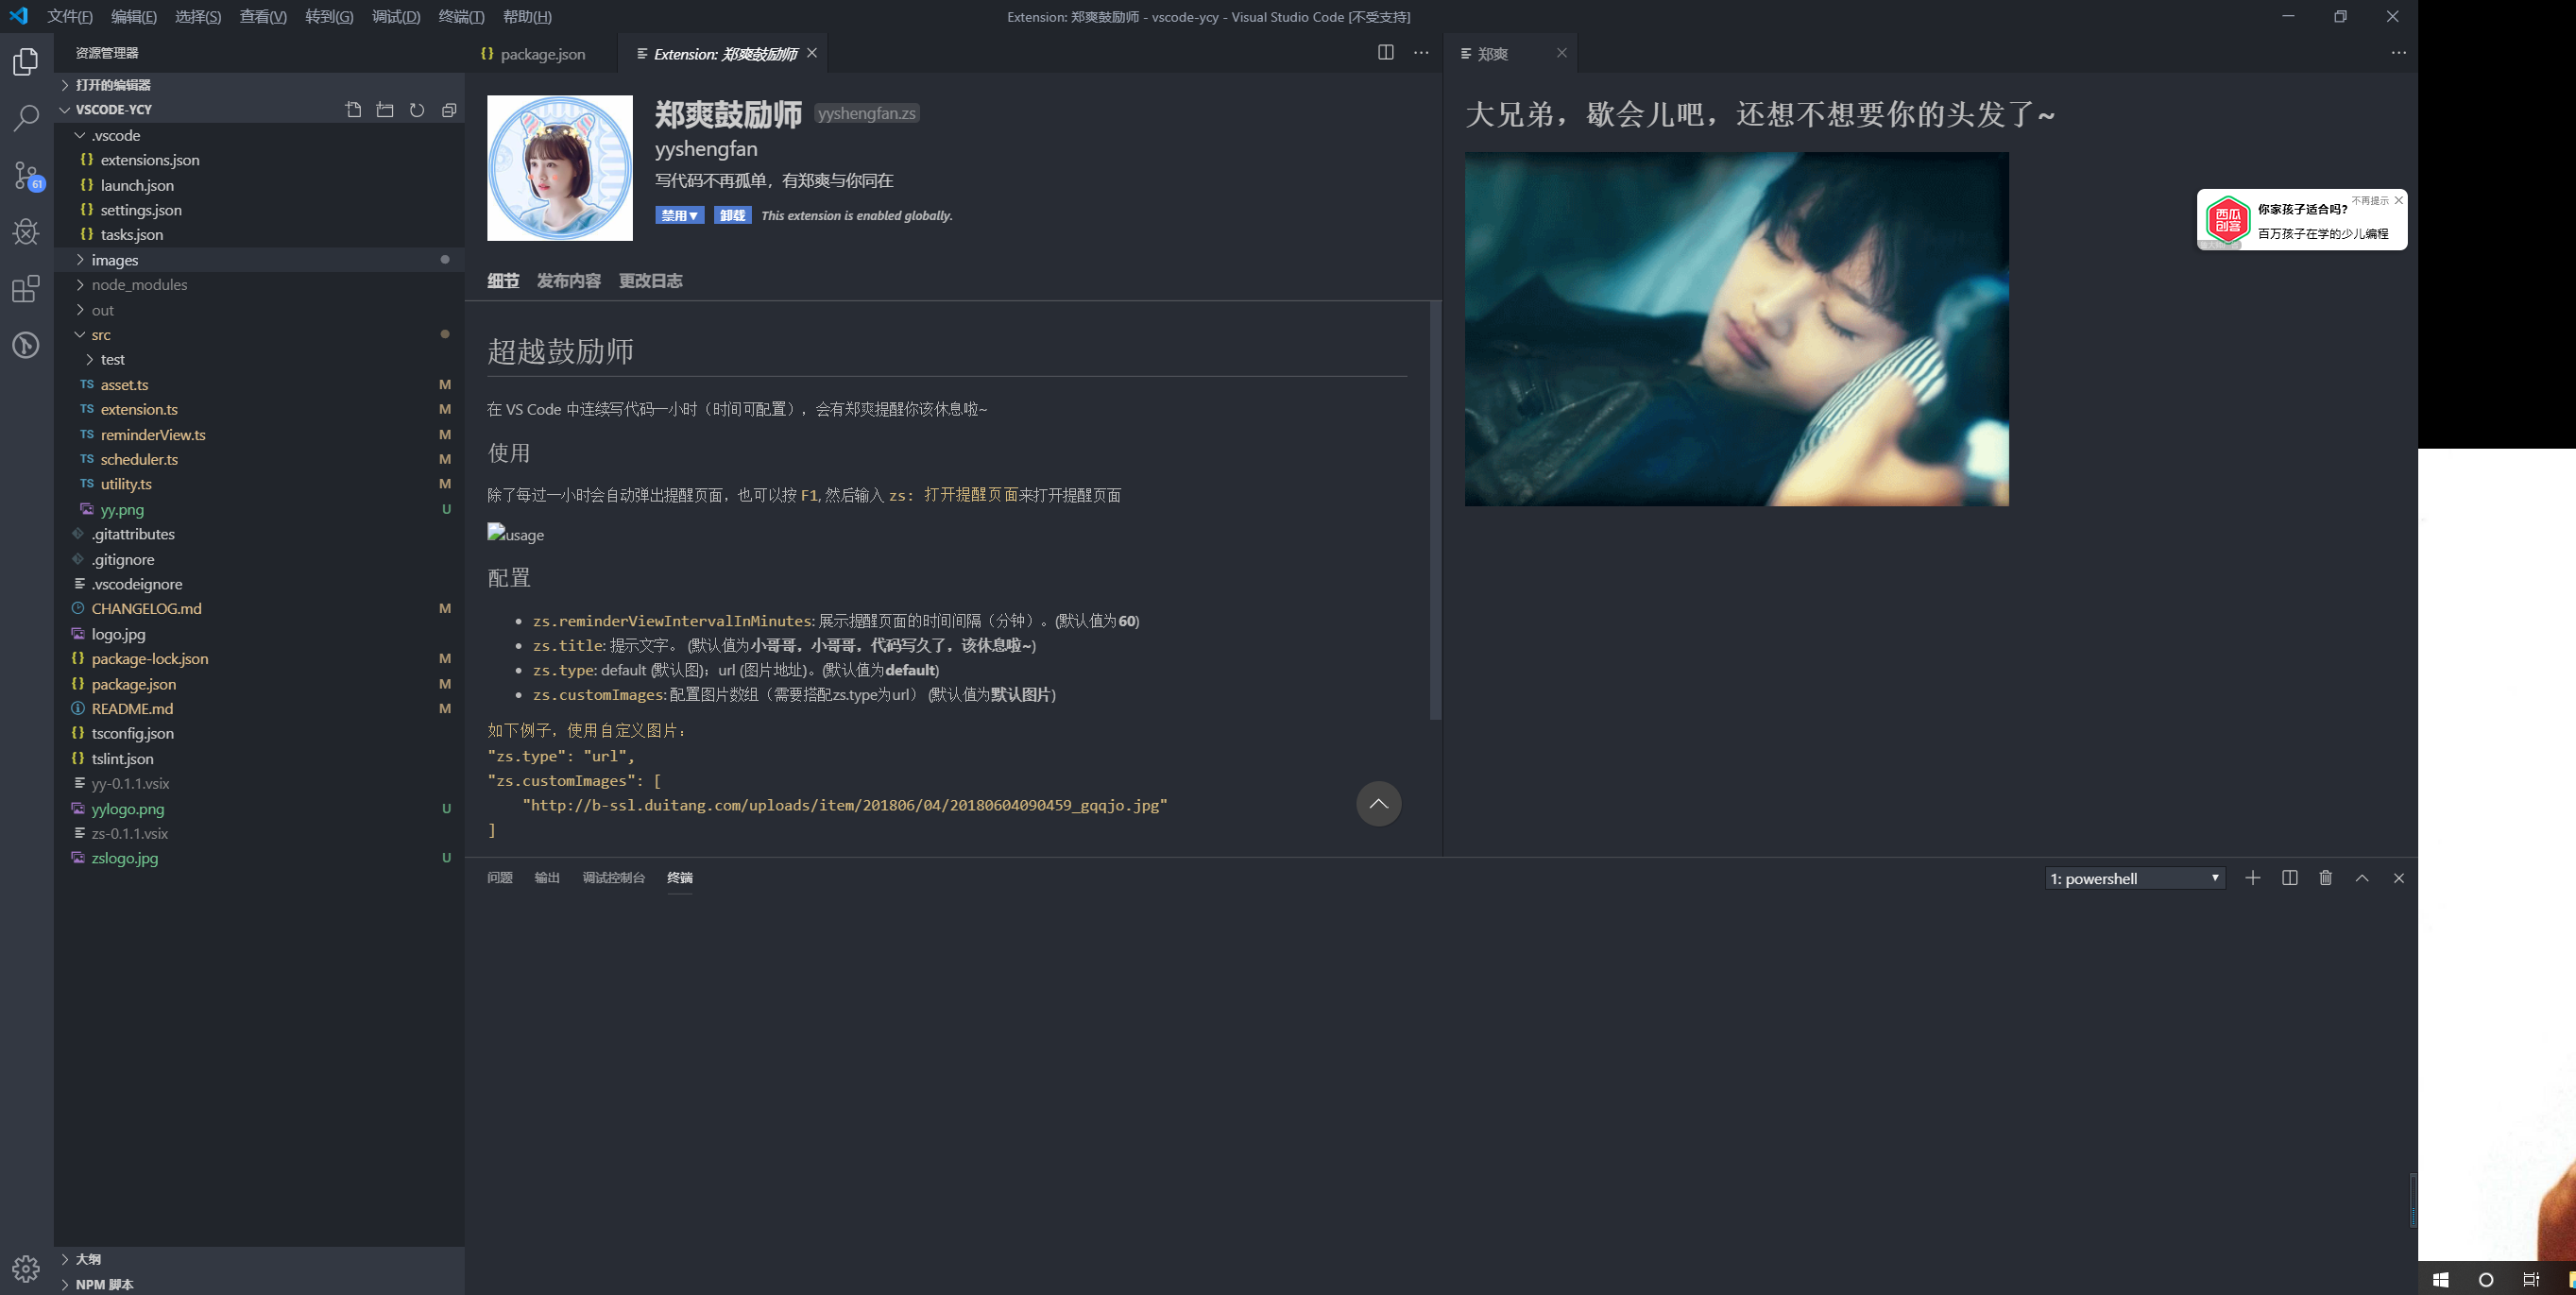 文件(F) 编辑(E) 选择(S) 查看(V) 转到(G) 调试(D) 终端(T) 帮助(H)
Extension: 郑爽鼓励师 - vscode-ycy - Visual Studio Code [不受支持]
资源管理器
打开的编辑器
VSCODE-YCY
.vscode
{} extensions.json
{} launch.json
{} settings.json
{} tasks.json
images
node_modules
out
src
test
TS asset.ts M
TS extension.ts M
TS reminderView.ts M
TS scheduler.ts M
TS utility.ts M
yy.png U
.gitattributes
.gitignore
.vscodeignore
CHANGELOG.md M
logo.jpg
{} package-lock.json M
{} package.json M
README.md M
{} tsconfig.json
{} tslint.json
yy-0.1.1.vsix
yylogo.png U
zs-0.1.1.vsix
zslogo.jpg U
大纲
NPM 脚本
61
{} package.json
Extension: 郑爽鼓励师
郑爽鼓励师 yyshengfan.zs
yyshengfan
写代码不再孤单，有郑爽与你同在
禁用▼ 卸载 This extension is enabled globally.
细节 发布内容 更改日志
超越鼓励师
在 VS Code 中连续写代码一小时（时间可配置），会有郑爽提醒你该休息啦~
使用
除了每过一小时会自动弹出提醒页面，也可以按 F1, 然后输入 zs: 打开提醒页面来打开提醒页面
usage
配置
• zs.reminderViewIntervalInMinutes: 展示提醒页面的时间间隔（分钟）。(默认值为60)
• zs.title: 提示文字。 (默认值为小哥哥，小哥哥，代码写久了，该休息啦~)
• zs.type: default (默认图)；url (图片地址)。(默认值为default)
• zs.customImages: 配置图片数组（需要搭配zs.type为url） (默认值为默认图片)
如下例子，使用自定义图片：
"zs.type": "url",
"zs.customImages": [
"http://b-ssl.duitang.com/uploads/item/201806/04/20180604090459_gqqjo.jpg"
]
郑爽
大兄弟，歇会儿吧，还想不想要你的头发了~
不再提示
西瓜
创客
你家孩子适合吗?
百万孩子在学的少儿编程
问题 输出 调试控制台 终端
1: powershell